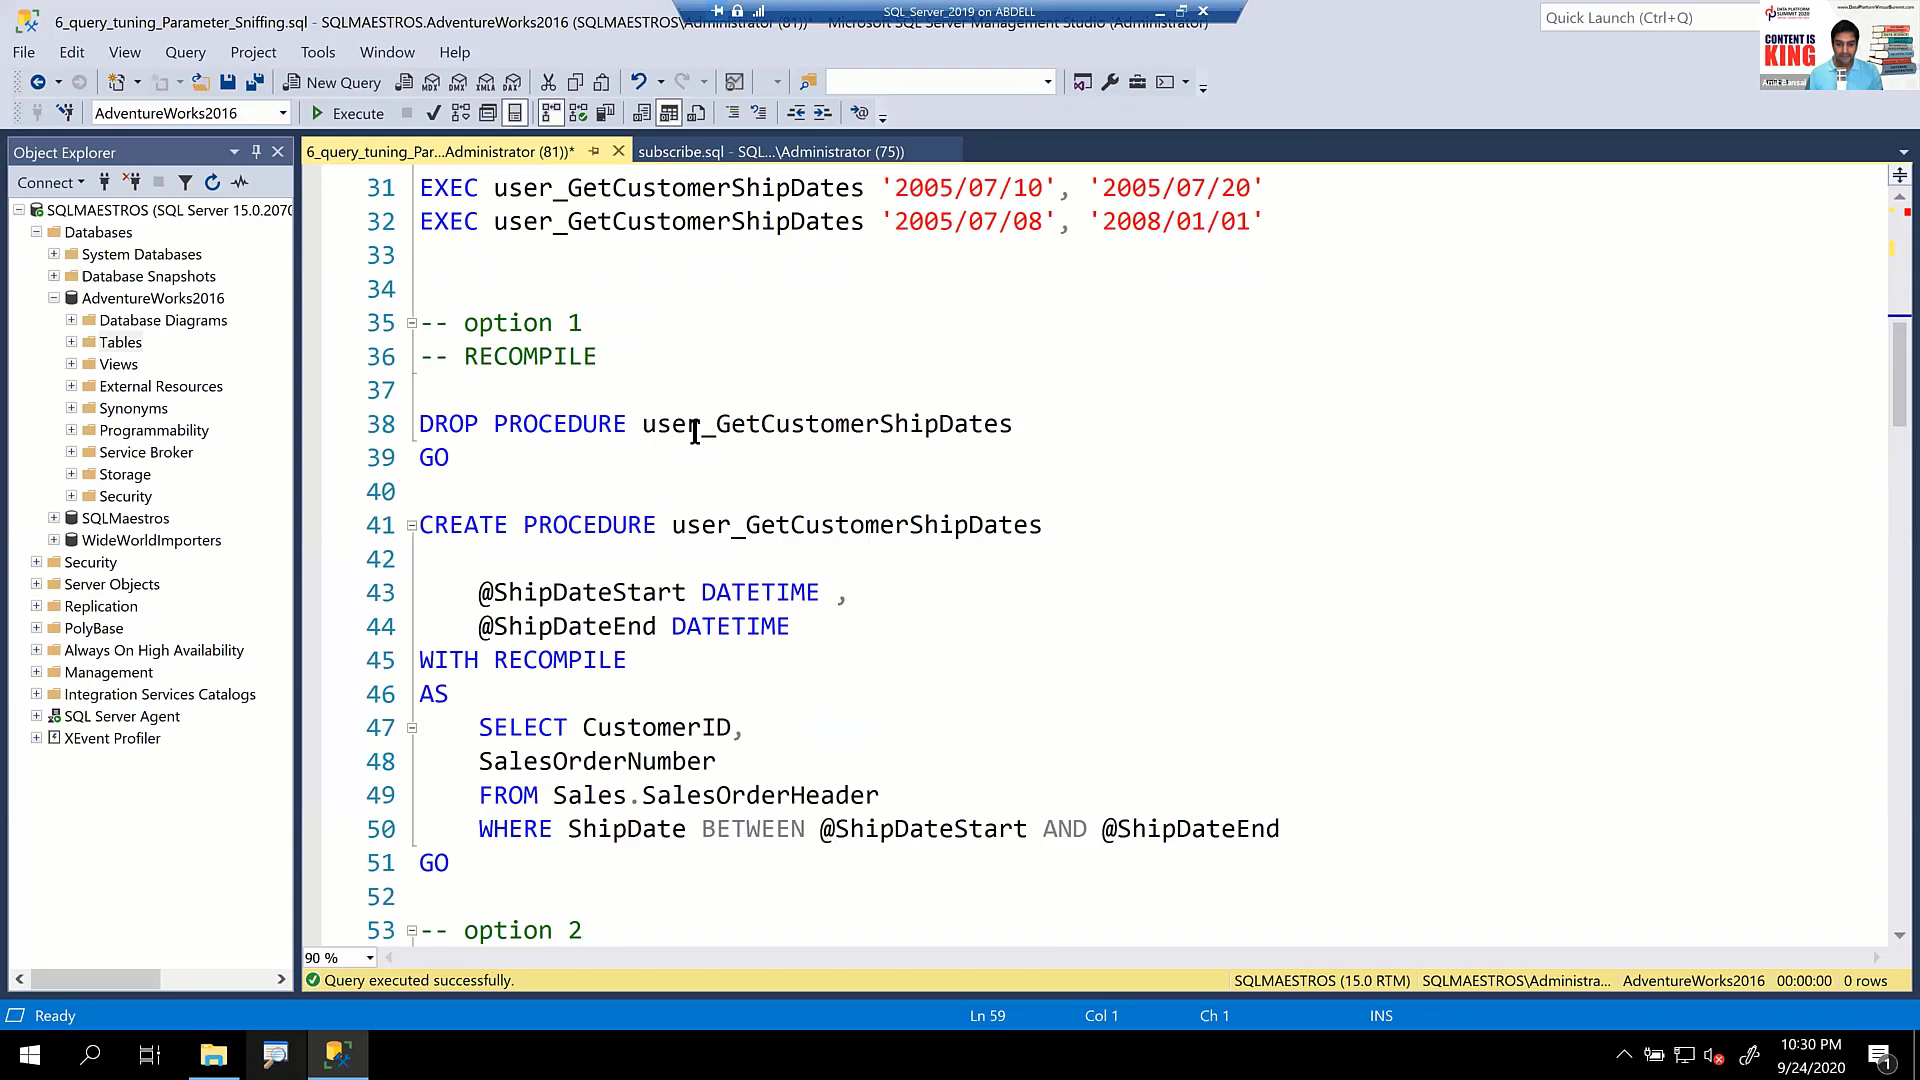 SQL_Server_2019 on ABDELL
6_query_tuning_Parameter_Sniffing.sql - SQLMAESTROS.AdventureWorks2016 (SQLMAESTROS\Administrator (81))* - Microsoft SQL Server Management Studio (Administrator)
Quick Launch (Ctrl+Q)
CONTENT IS
KING
File Edit View Query Project Tools Window Help
New Query
AdventureWorks2016
Execute
Object Explorer
6_query_tuning_Par...Administrator (81))*
subscribe.sql - SQL...\Administrator (75))
Connect
SQLMAESTROS (SQL Server 15.0.2070
Databases
System Databases
Database Snapshots
AdventureWorks2016
Database Diagrams
Tables
Views
External Resources
Synonyms
Programmability
Service Broker
Storage
Security
SQLMaestros
WideWorldImporters
Security
Server Objects
Replication
PolyBase
Always On High Availability
Management
Integration Services Catalogs
SQL Server Agent
XEvent Profiler
31 EXEC user_GetCustomerShipDates '2005/07/10', '2005/07/20'
32 EXEC user_GetCustomerShipDates '2005/07/08', '2008/01/01'
33
34
35 -- option 1
36 -- RECOMPILE
37
38 DROP PROCEDURE user_GetCustomerShipDates
39 GO
40
41 CREATE PROCEDURE user_GetCustomerShipDates
42
43 @ShipDateStart DATETIME ,
44 @ShipDateEnd DATETIME
45 WITH RECOMPILE
46 AS
47 SELECT CustomerID,
48 SalesOrderNumber
49 FROM Sales.SalesOrderHeader
50 WHERE ShipDate BETWEEN @ShipDateStart AND @ShipDateEnd
51 GO
52
53 -- option 2
90 %
Query executed successfully.
SQLMAESTROS (15.0 RTM) SQLMAESTROS\Administra... AdventureWorks2016 00:00:00 0 rows
Ready
Ln 59 Col 1 Ch 1 INS
10:30 PM
9/24/2020
1